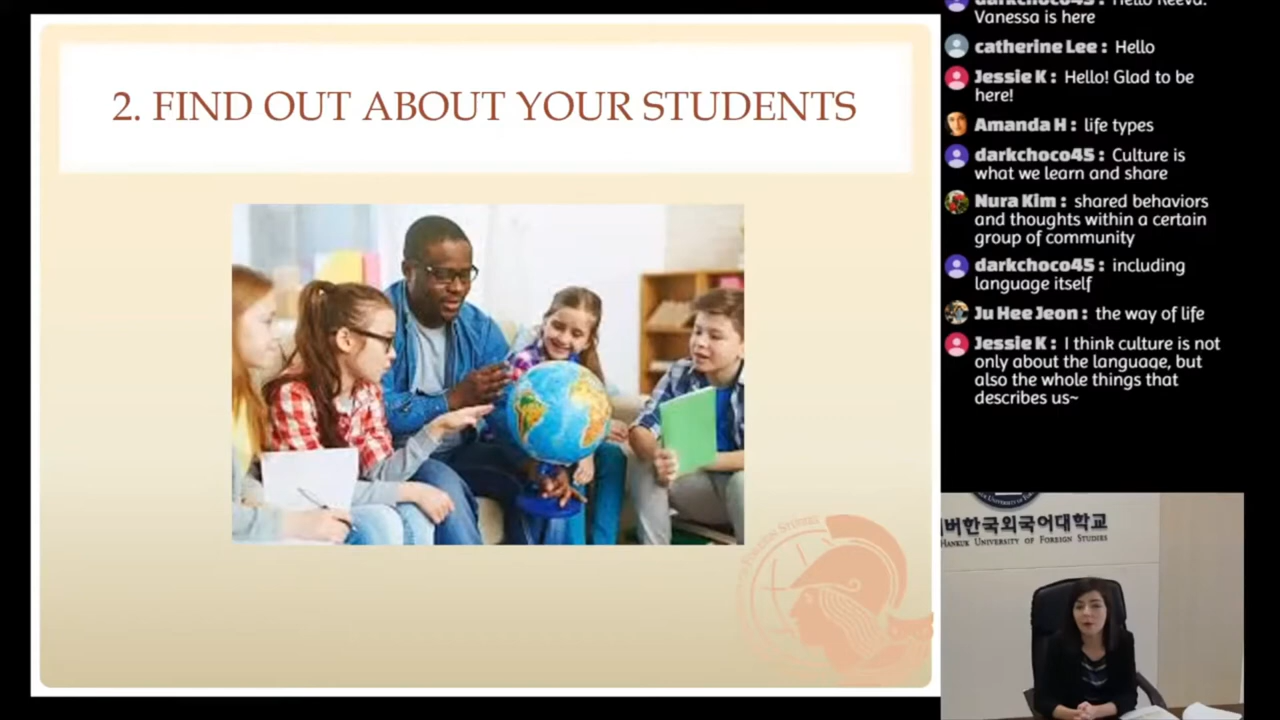 2. FIND OUT ABOUT YOUR STUDENTS
Vanessa is here
catherine Lee : Hello
Jessie K : Hello! Glad to be
here!
Amanda H : life types
darkchoco45 : Culture is
what we learn and share
Nura Kim : shared behaviors
and thoughts within a certain
group of community
darkchoco45 : including
language itself
Ju Hee Jeon : the way of life
Jessie K : I think culture is not
only about the language, but
also the whole things that
describes us~
버한국외국어대학교
HANKUK UNIVERSITY OF FOREIGN STUDIES